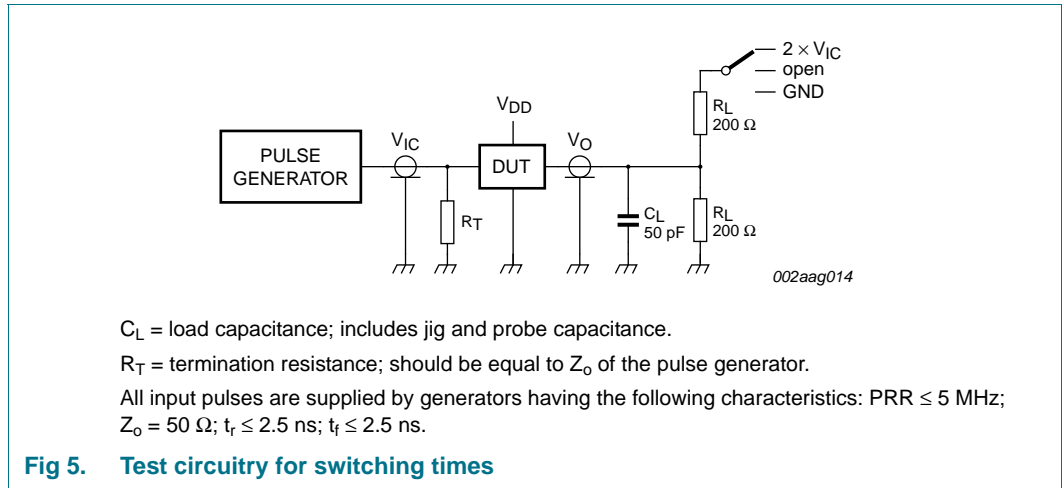 2 × VIC
open
GND
RL
200 Ω
VDD
VIC
VO
PULSE
GENERATOR
DUT
RT
CL
50 pF
RL
200 Ω
002aag014
CL = load capacitance; includes jig and probe capacitance.
RT = termination resistance; should be equal to Zo of the pulse generator.
All input pulses are supplied by generators having the following characteristics: PRR ≤ 5 MHz;
Zo = 50 Ω; tr ≤ 2.5 ns; tf ≤ 2.5 ns.
Fig 5. Test circuitry for switching times